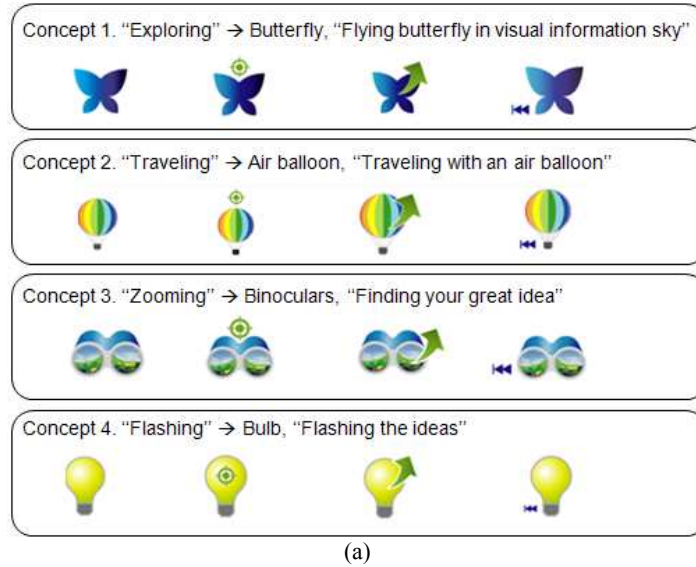 Concept 1. “Exploring” → Butterfly, “Flying butterfly in visual information sky”
Concept 2. “Traveling” → Air balloon, “Traveling with an air balloon”
Concept 3. “Zooming” → Binoculars, “Finding your great idea”
Concept 4. “Flashing” → Bulb, “Flashing the ideas”
(a)